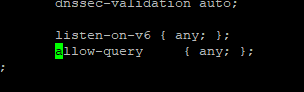 dnssec-validation auto;
listen-on-v6 { any; };
allow-query     { any; };
;